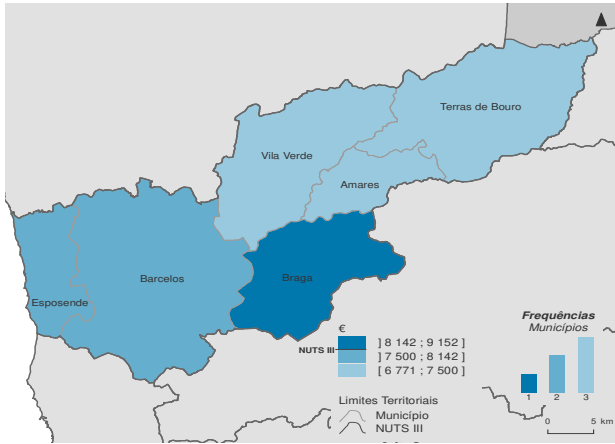 Terras de Bouro
Vila Verde
Amares
Barcelos
Braga
Esposende
€
] 8 142 ; 9 152 ]
NUTS III
] 7 500 ; 8 142 ]
[ 6 771 ; 7 500 ]
Limites Territoriais
Município
NUTS III
Frequências
Municípios
1 2 3
0 5 km